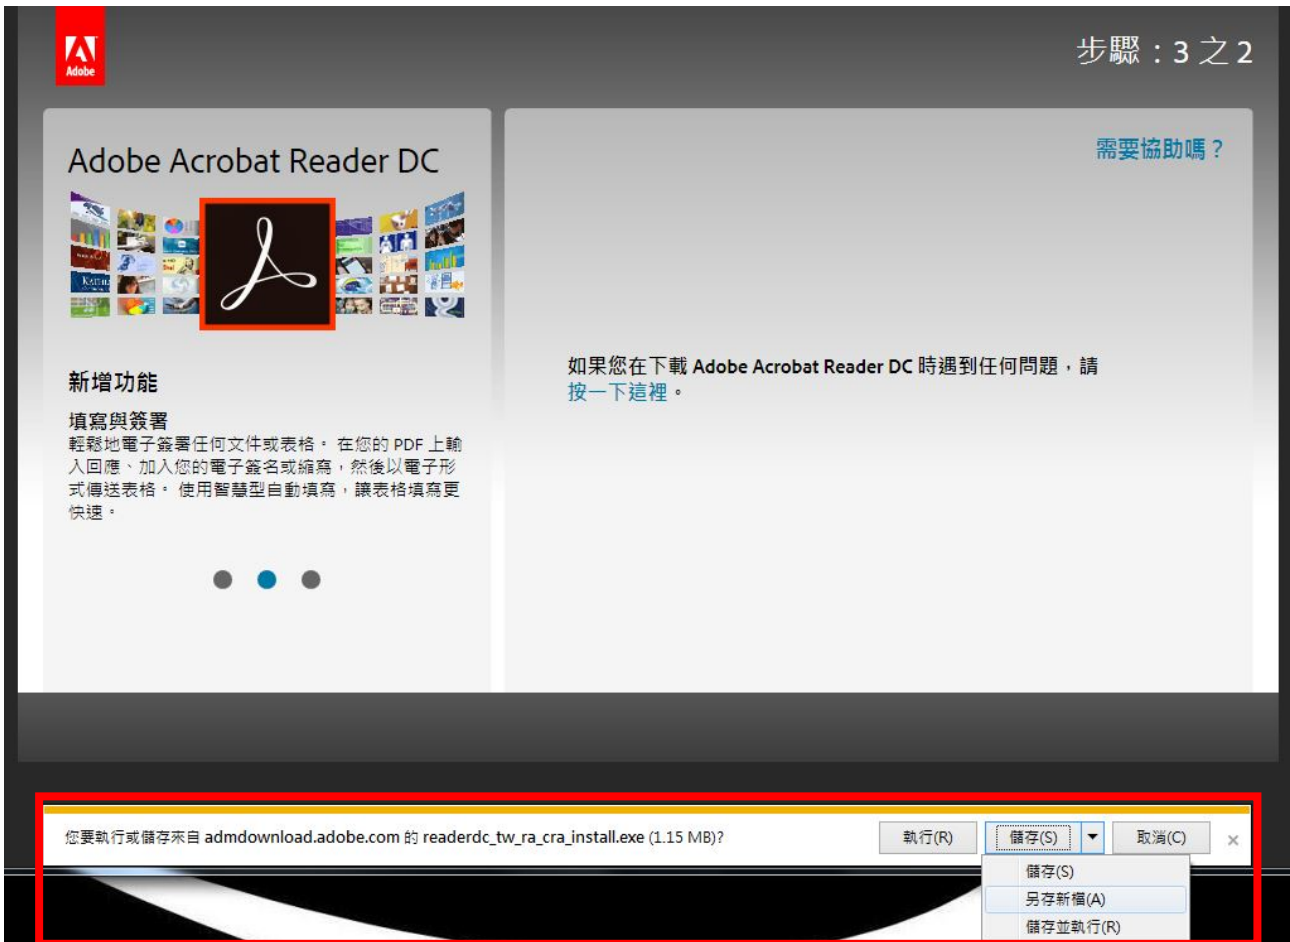 Adobe
步驟：3 之 2
Adobe Acrobat Reader DC
需要協助嗎？
如果您在下載 Adobe Acrobat Reader DC 時遇到任何問題，請
按一下這裡。
新增功能
填寫與簽署
輕鬆地電子簽署任何文件或表格。 在您的 PDF 上輸
入回應、加入您的電子簽名或縮寫，然後以電子形
式傳送表格。 使用智慧型自動填寫，讓表格填寫更
快速。
您要執行或儲存來自 admdownload.adobe.com 的 readerdc_tw_ra_cra_install.exe (1.15 MB)?
執行(R)
儲存(S)
取消(C)
×
儲存(S)
另存新檔(A)
儲存並執行(R)